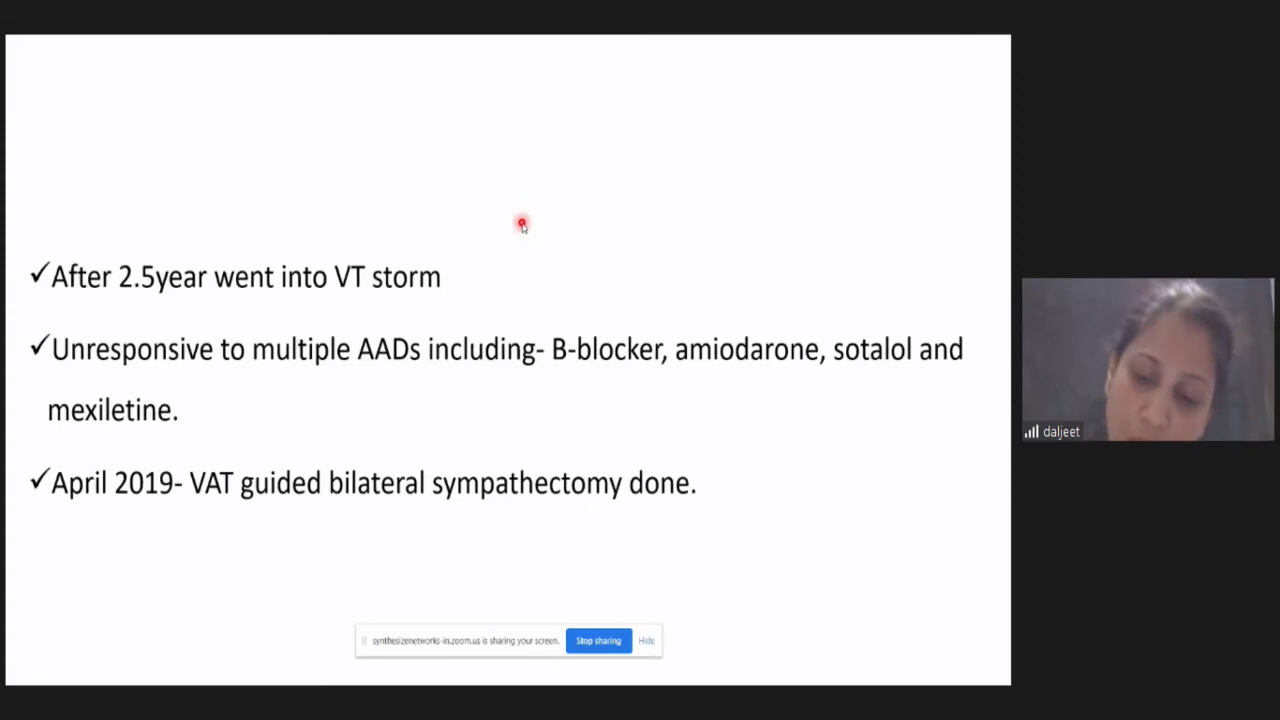 ✓After 2.5year went into VT storm
✓Unresponsive to multiple AADs including- B-blocker, amiodarone, sotalol and
mexiletine.
✓April 2019- VAT guided bilateral sympathectomy done.
daljeet
synthesizenetworks-in.zoom.us is sharing your screen. Stop sharing Hide